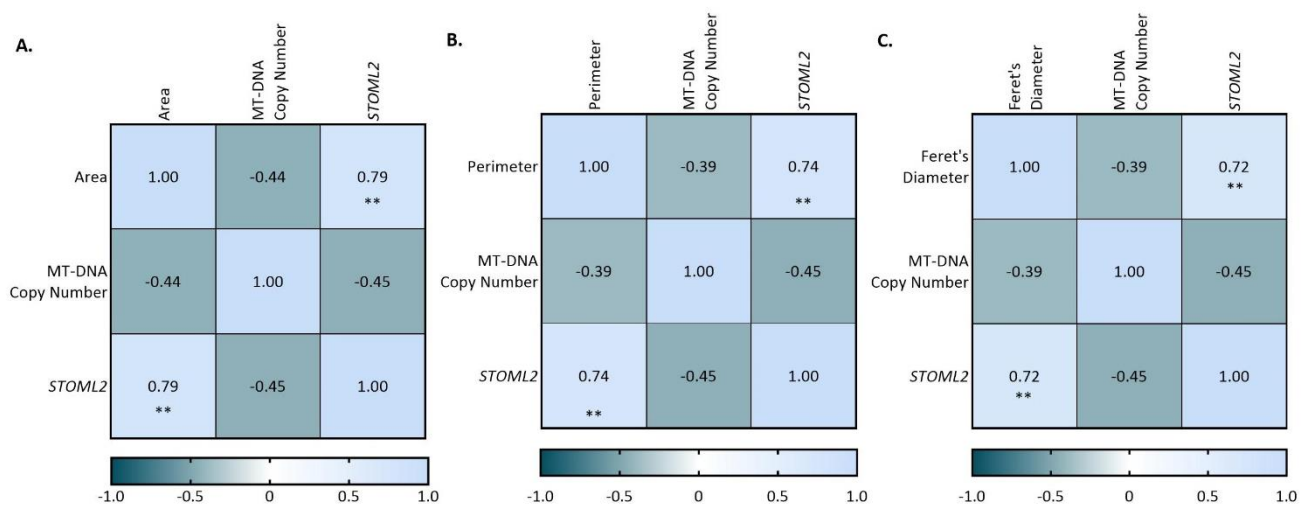 A.
Area
MT-DNA
Copy Number
STOML2
Area
1.00
-0.44
0.79
**
MT-DNA
Copy Number
-0.44
1.00
-0.45
STOML2
0.79
**
-0.45
1.00
-1.0
-0.5
0
0.5
1.0
B.
Perimeter
MT-DNA
Copy Number
STOML2
Perimeter
1.00
-0.39
0.74
**
MT-DNA
Copy Number
-0.39
1.00
-0.45
STOML2
0.74
**
-0.45
1.00
-1.0
-0.5
0
0.5
1.0
C.
Feret's
Diameter
MT-DNA
Copy Number
STOML2
Feret's
Diameter
1.00
-0.39
0.72
**
MT-DNA
Copy Number
-0.39
1.00
-0.45
STOML2
0.72
**
-0.45
1.00
-1.0
-0.5
0
0.5
1.0